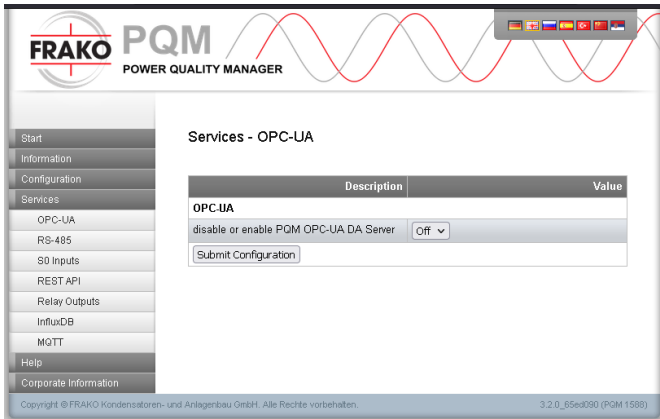 FRAKO
PQM
POWER QUALITY MANAGER
Services - OPC-UA
Start
Information
Configuration
Services
OPC-UA
RS-485
S0 Inputs
REST API
Relay Outputs
InfluxDB
MQTT
Help
Corporate Information
Description Value
OPC-UA
disable or enable PQM OPC-UA DA Server Off
Submit Configuration
Copyright © FRAKO Kondensatoren- und Anlagenbau GmbH. Alle Rechte vorbehalten. 3.2.0_65ed090 (PQM 1588)